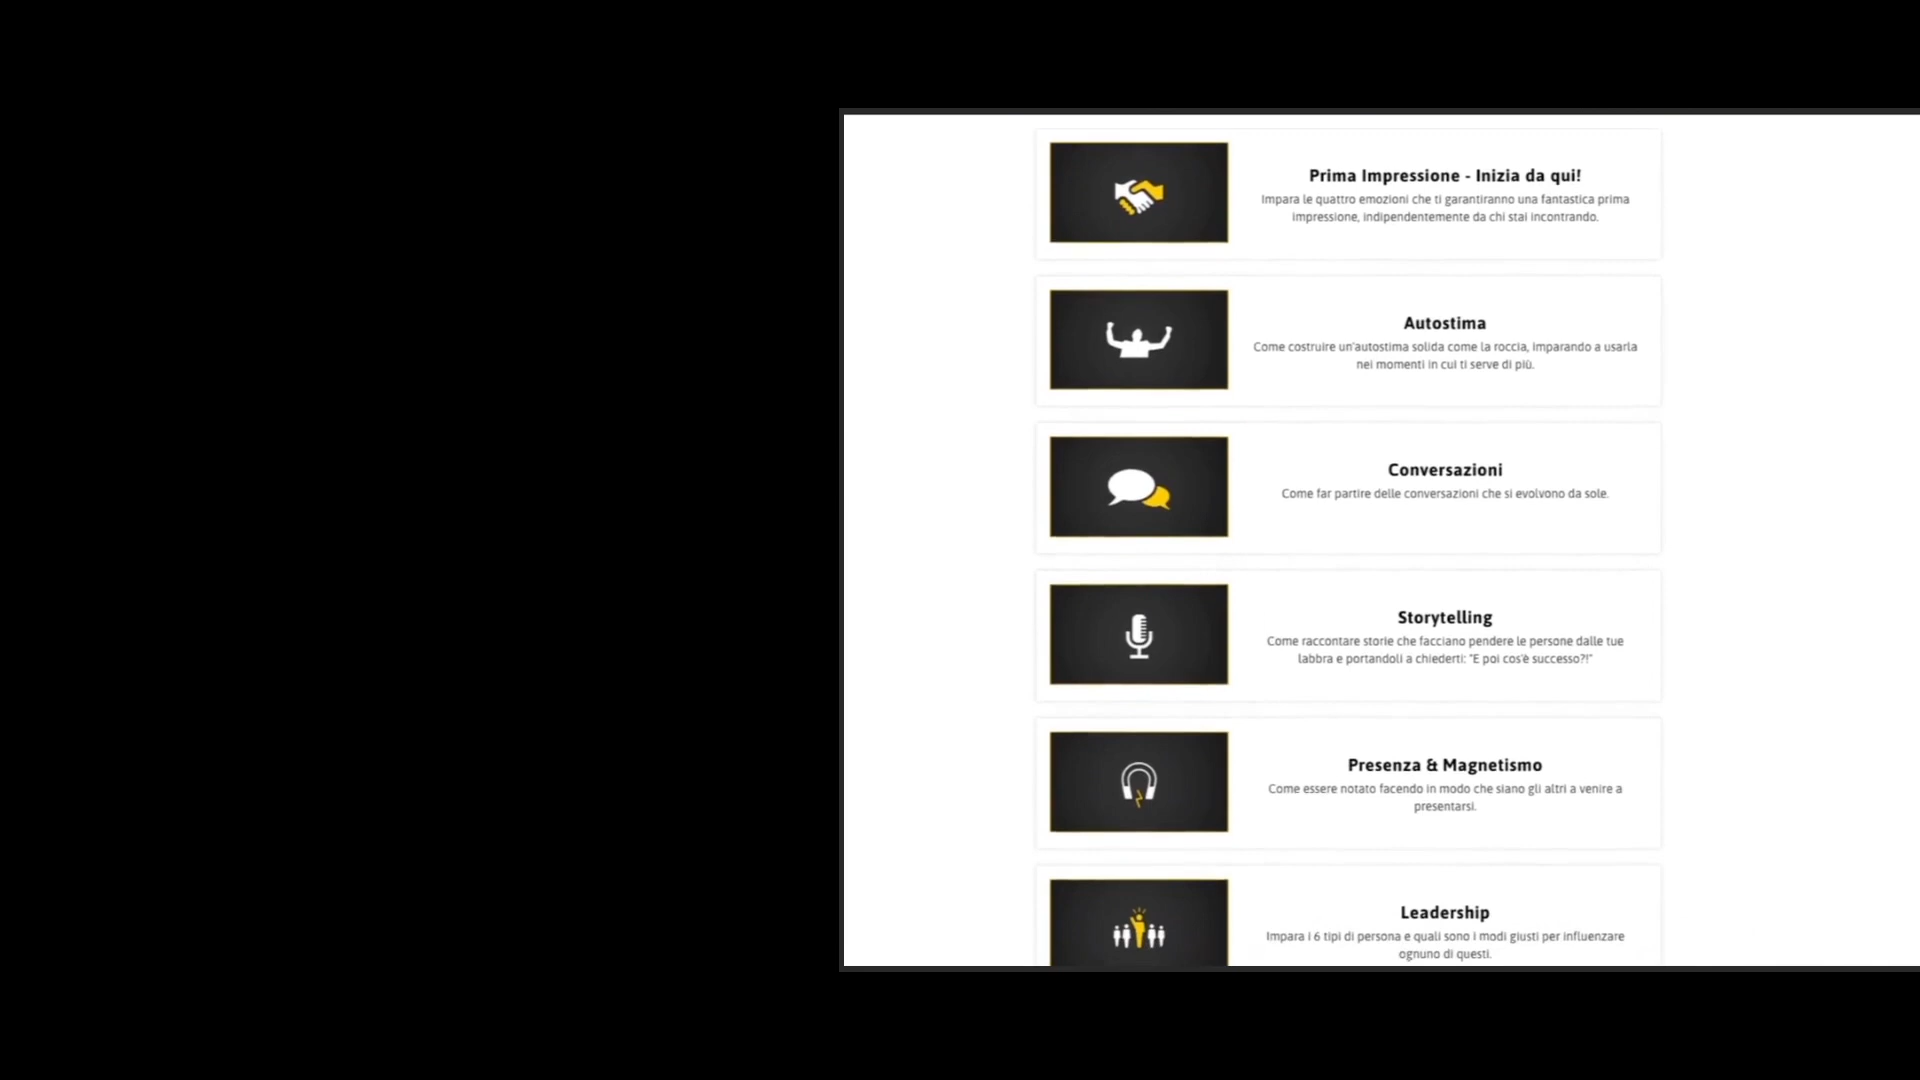 Prima Impressione - Inizia da qui!
Impara le quattro emozioni che ti garantiranno una fantastica prima
impressione, indipendentemente da chi stai incontrando.
Autostima
Come costruire un'autostima solida come la roccia, imparando a usarla
nei momenti in cui ti serve di più.
Conversazioni
Come far partire delle conversazioni che si evolvono da sole.
Storytelling
Come raccontare storie che facciano pendere le persone dalle tue
labbra e portandoli a chiederti: "E poi cos'è successo?!"
Presenza & Magnetismo
Come essere notato facendo in modo che siano gli altri a venire a
presentarsi.
Leadership
Impara i 6 tipi di persona e quali sono i modi giusti per influenzare
ognuno di questi.